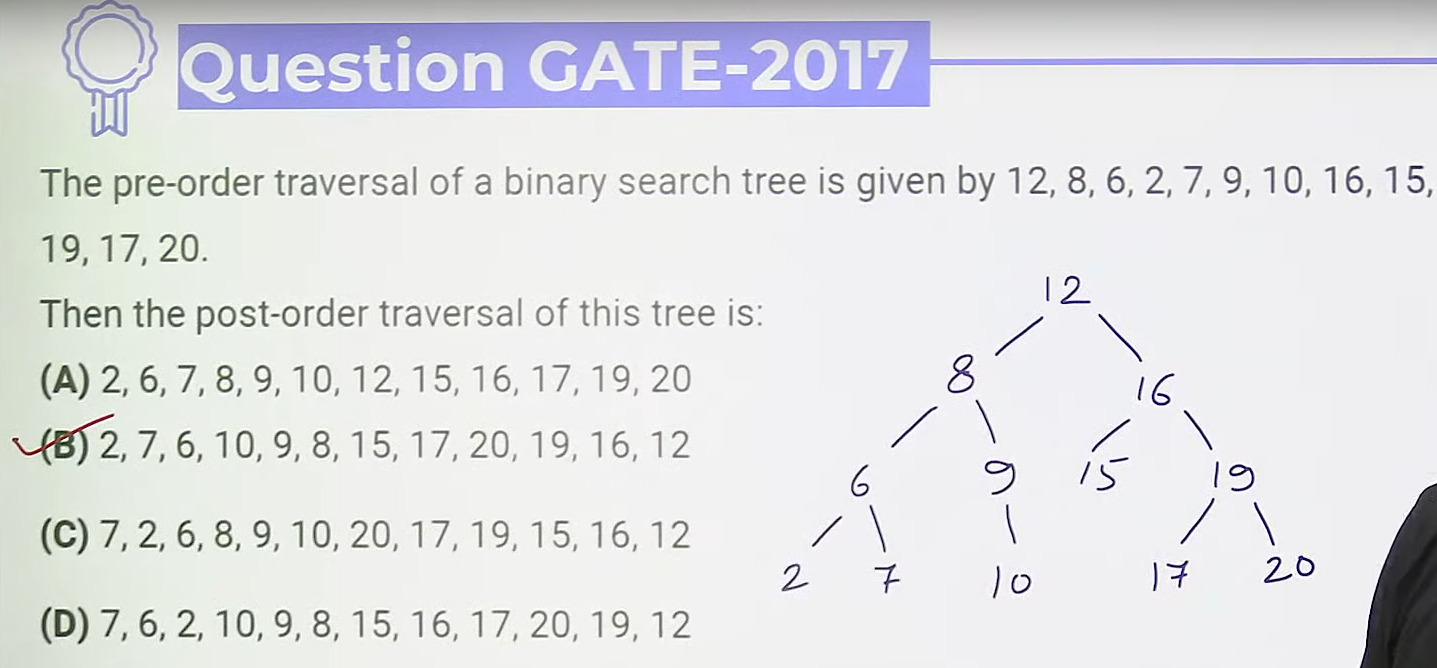 Question GATE-2017
The pre-order traversal of a binary search tree is given by 12, 8, 6, 2, 7, 9, 10, 16, 15,
19, 17, 20.
Then the post-order traversal of this tree is:
(A) 2, 6, 7, 8, 9, 10, 12, 15, 16, 17, 19, 20
(B) 2, 7, 6, 10, 9, 8, 15, 17, 20, 19, 16, 12
(C) 7, 2, 6, 8, 9, 10, 20, 17, 19, 15, 16, 12
(D) 7, 6, 2, 10, 9, 8, 15, 16, 17, 20, 19, 12
12
8 16
6 9 15 19
2 7 10 17 20